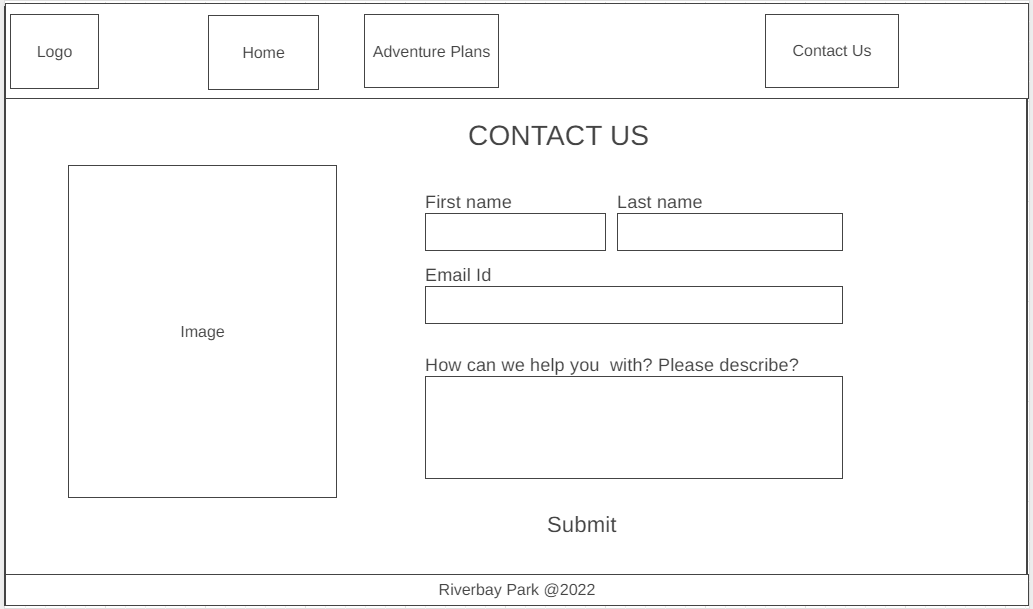 Logo
Home
Adventure Plans
Contact Us
CONTACT US
First name
Last name
Email Id
Image
How can we help you  with? Please describe?
Submit
Riverbay Park @2022